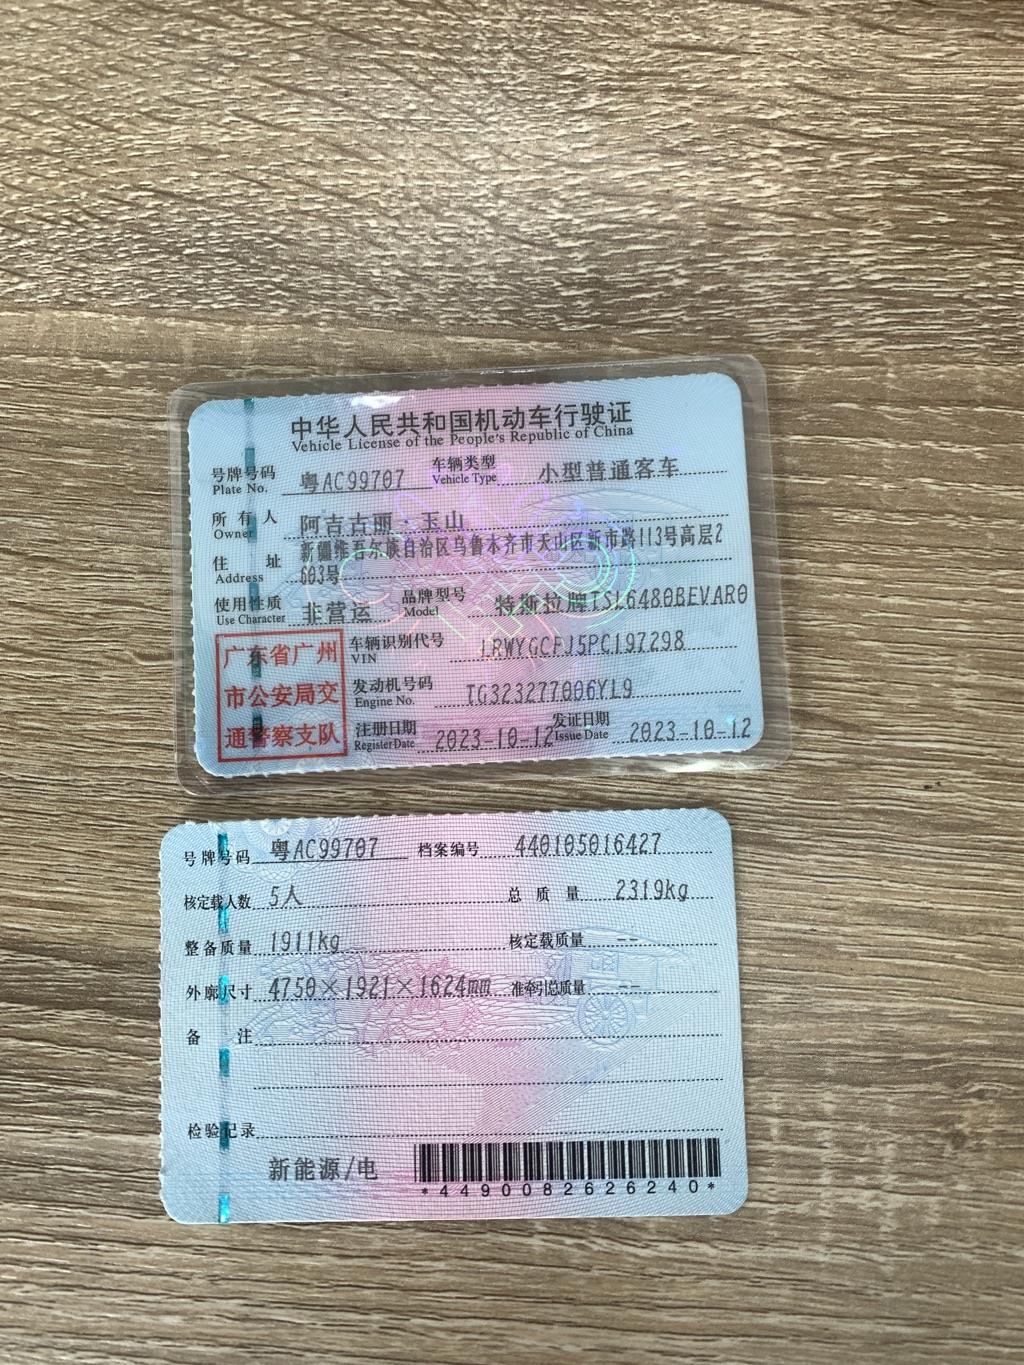 中华人民共和国机动车行驶证
Vehicle License of the People's Republic of China
号牌号码 Plate No. 粤AC99707 车辆类型 Vehicle Type 小型普通客车
所有人 Owner 阿吉古丽·玉山
住址 Address 新疆维吾尔族自治区乌鲁木齐市天山区新市路113号高层2
603号
使用性质 Use Character 非营运 品牌型号 Model 特斯拉牌TSL6480BEVAR0
广东省广州
市公安局交
通警察支队
车辆识别代号 VIN LRWYGCFJ5PC197298
发动机号码 Engine No. TG323277006YL9
注册日期 Register Date 2023-10-12 发证日期 Issue Date 2023-10-12
号牌号码 粤AC99707 档案编号 440105016427
核定载人数 5人 总质量 2319kg
整备质量 1911kg 核定载质量 --
外廓尺寸 4750×1921×1624mm 准牵引总质量 --
备注
检验记录
新能源/电
*4490082626240*